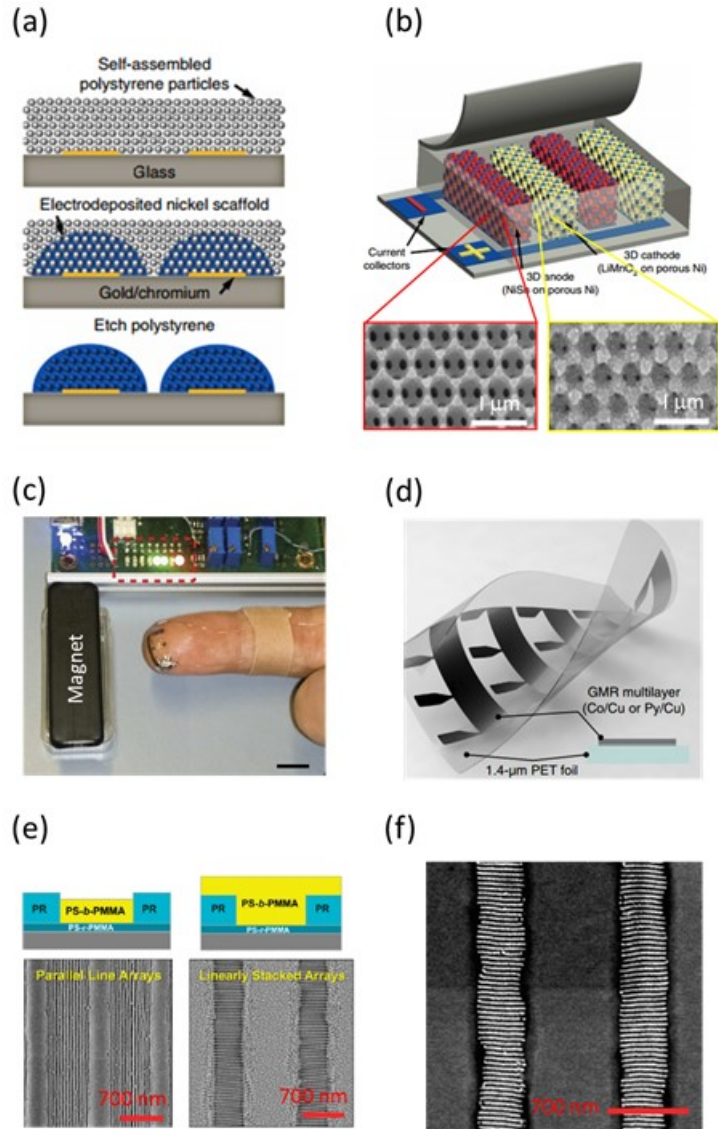 (a)
Self-assembled
polystyrene particles
Glass
Electrodeposited nickel scaffold
Gold/chromium
Etch polystyrene
(b)
Current
collectors
3D anode
(NiSn on porous Ni)
3D cathode
(LiMnO2 on porous Ni)
1 μm
1 μm
(c)
Magnet
(d)
GMR multilayer
(Co/Cu or Py/Cu)
1.4-μm PET foil
(e)
PR
PS-b-PMMA
PR
PS-r-PMMA
PS-b-PMMA
PR
PR
PS-r-PMMA
Parallel Line Arrays
Linearly Stacked Arrays
700 nm
700 nm
(f)
700 nm